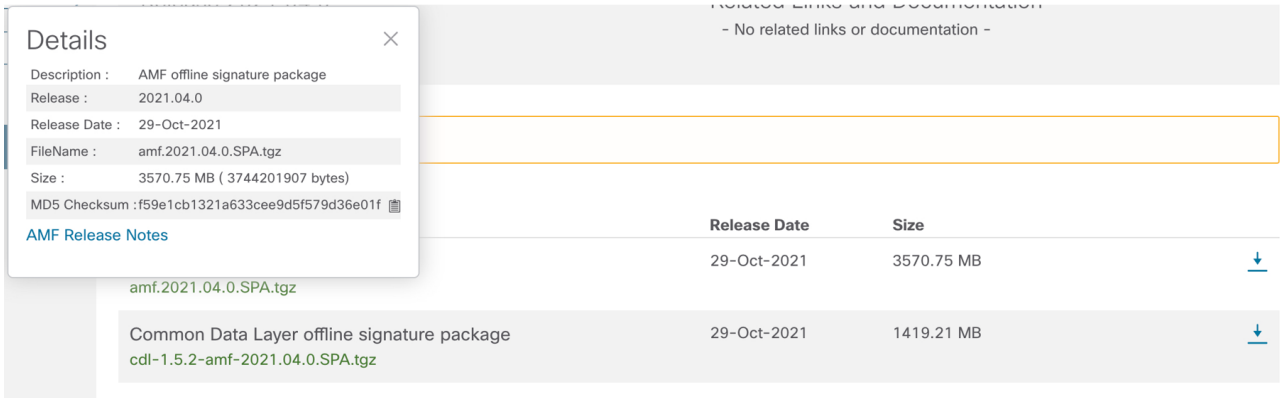 Related Links and Documentation
- No related links or documentation -
Details
Description : AMF offline signature package
Release : 2021.04.0
Release Date : 29-Oct-2021
FileName : amf.2021.04.0.SPA.tgz
Size : 3570.75 MB ( 3744201907 bytes)
MD5 Checksum :f59e1cb1321a633cee9d5f579d36e01f
AMF Release Notes
Release Date Size
29-Oct-2021 3570.75 MB
amf.2021.04.0.SPA.tgz
Common Data Layer offline signature package 29-Oct-2021 1419.21 MB
cdl-1.5.2-amf-2021.04.0.SPA.tgz